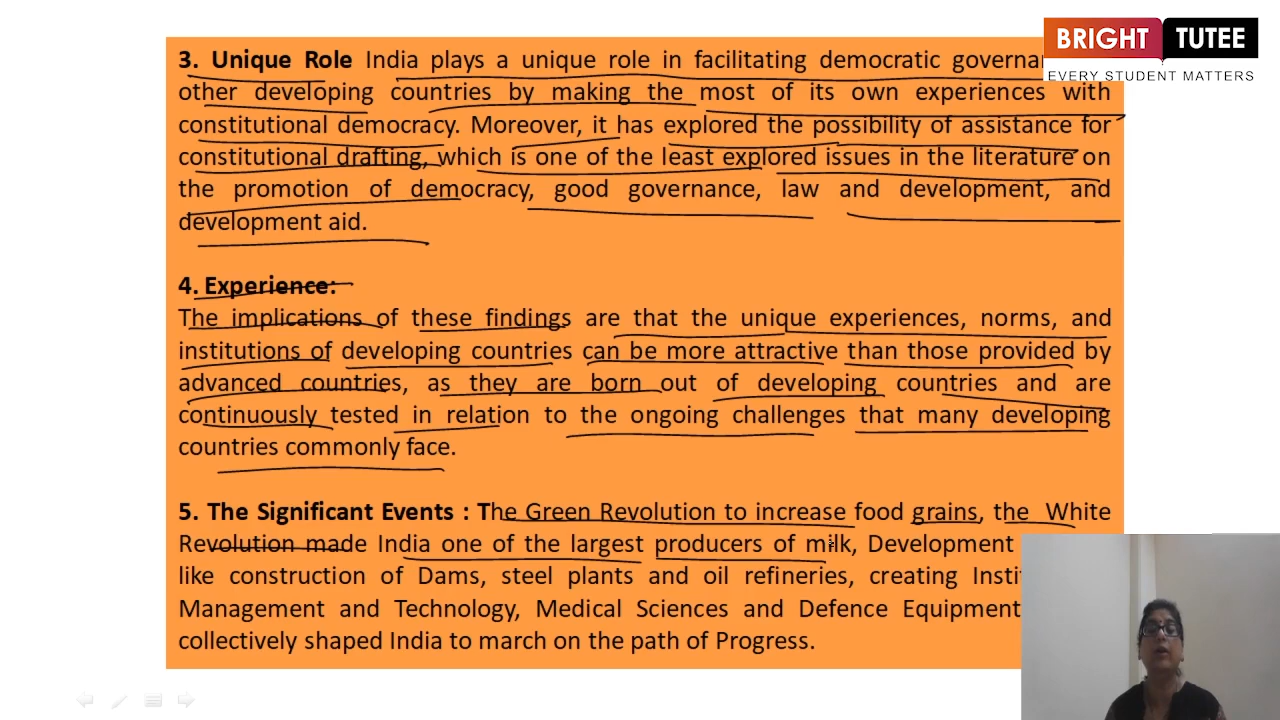 BRIGHT TUTEE
EVERY STUDENT MATTERS
3. Unique Role India plays a unique role in facilitating democratic
other developing countries by making the most of its own experiences with
constitutional democracy. Moreover, it has explored the possibility of assistance for
constitutional drafting, which is one of the least explored issues in the literature on
the promotion of democracy, good governance, law and development, and
development aid.
4. Experience:
The implications of these findings are that the unique experiences, norms, and
institutions of developing countries can be more attractive than those provided by
advanced countries, as they are born out of developing countries and are
continuously tested in relation to the ongoing challenges that many developing
countries commonly face.
5. The Significant Events : The Green Revolution to increase food grains, the White
Revolution made India one of the largest producers of milk, Development
like construction of Dams, steel plants and oil refineries, creating
Management and Technology, Medical Sciences and Defence Equipment
collectively shaped India to march on the path of Progress.